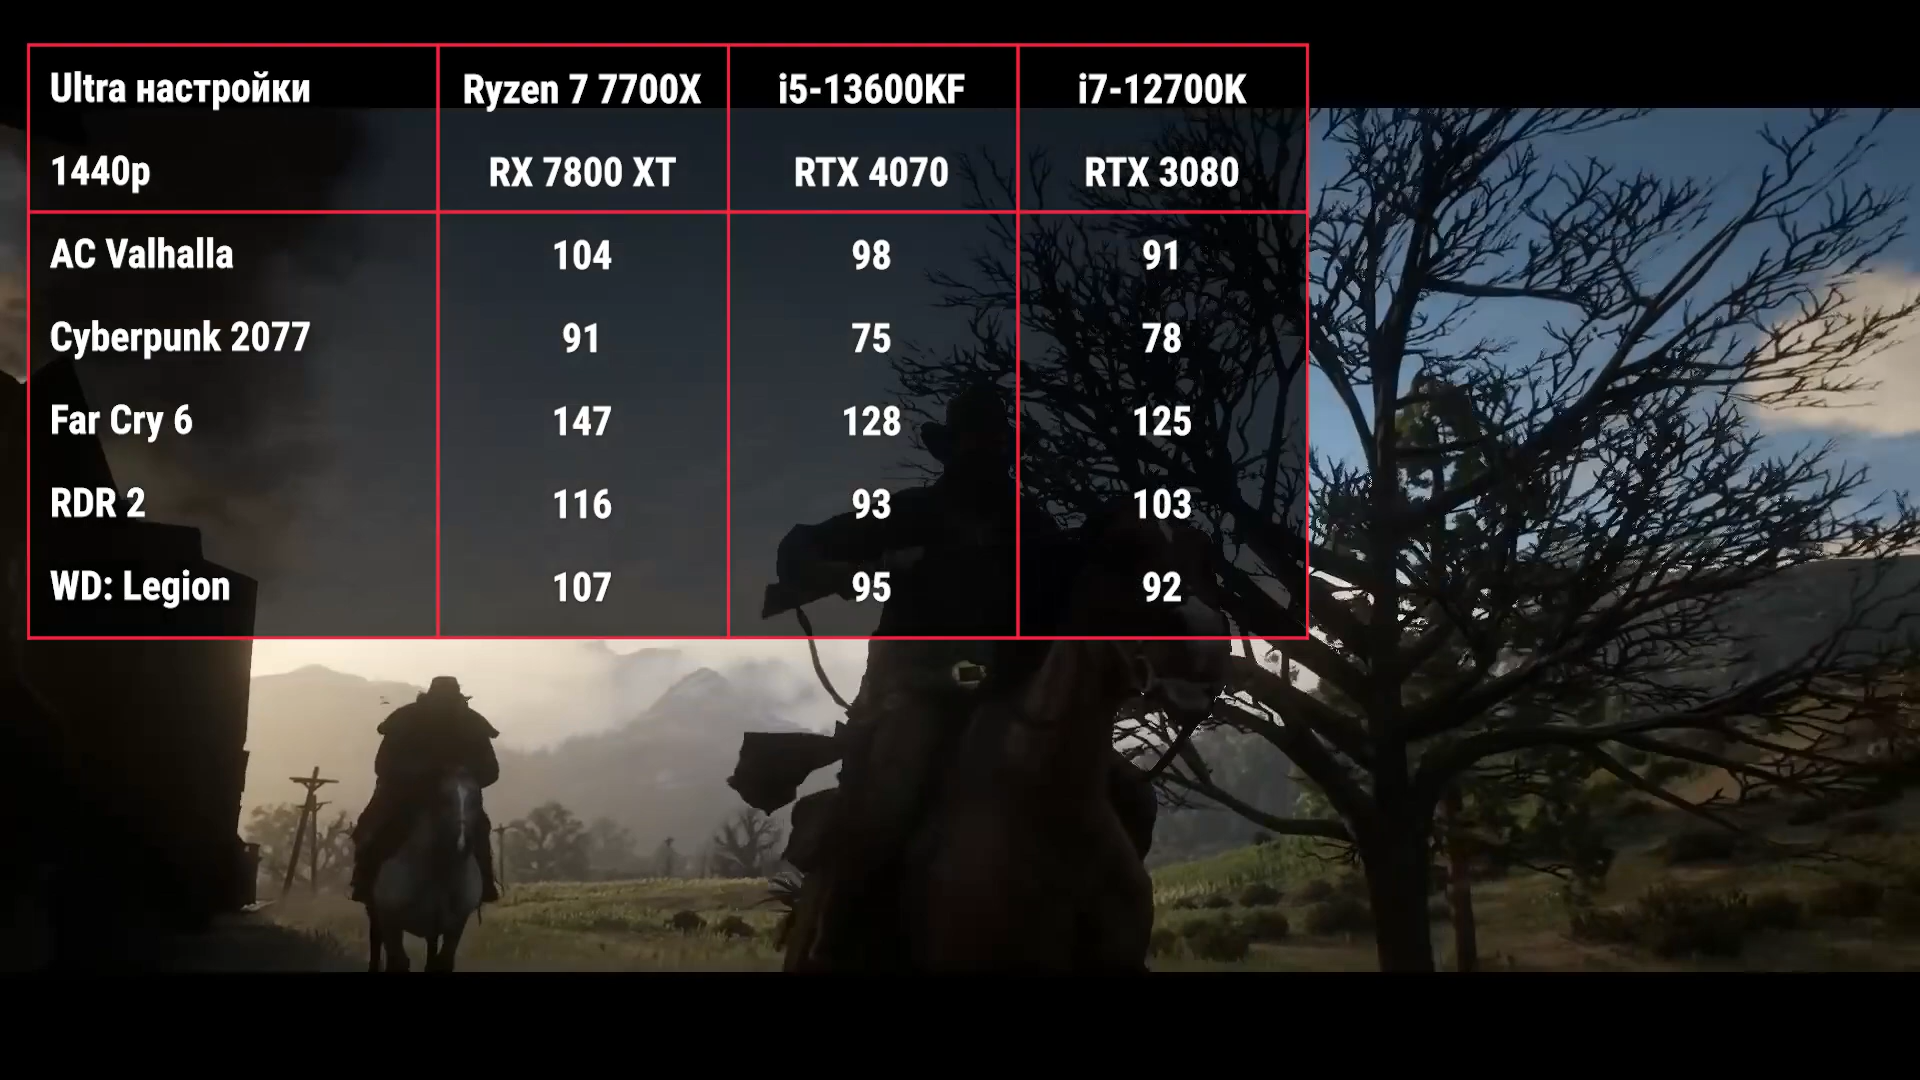 Ultra настройки Ryzen 7 7700X i5-13600KF i7-12700K
1440p RX 7800 XT RTX 4070 RTX 3080
AC Valhalla 104 98 91
Cyberpunk 2077 91 75 78
Far Cry 6 147 128 125
RDR 2 116 93 103
WD: Legion 107 95 92